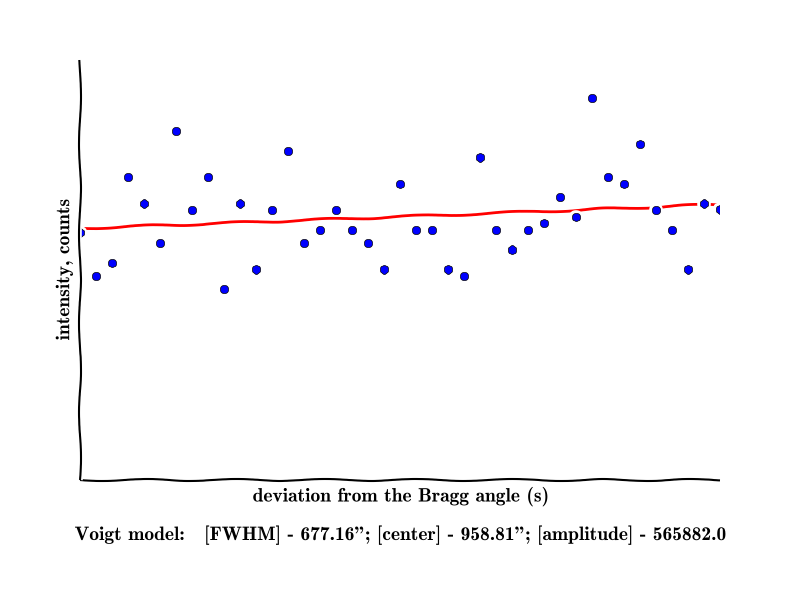 intensity, counts
deviation from the Bragg angle (s)
Voigt model: [FWHM] - 677.16”; [center] - 958.81”; [amplitude] - 565882.0